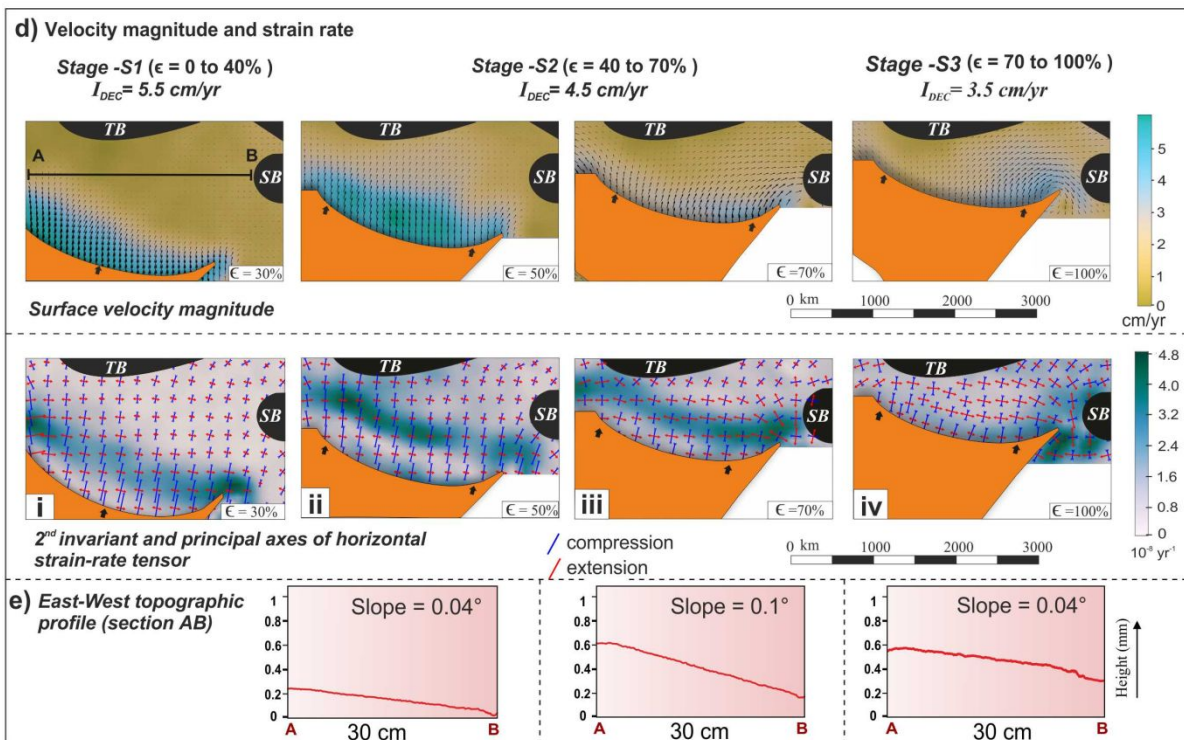 d) Velocity magnitude and strain rate
Stage -S1 (ϵ = 0 to 40% )
I_DEC= 5.5 cm/yr
Stage -S2 (ϵ = 40 to 70% )
I_DEC= 4.5 cm/yr
Stage -S3 (ϵ = 70 to 100% )
I_DEC= 3.5 cm/yr
TB
A
B
SB
ϵ = 30%
TB
ϵ = 50%
TB
ϵ =70%
TB
SB
ϵ =100%
5
4
3
2
1
0
cm/yr
Surface velocity magnitude
0 km 1000 2000 3000
TB
SB
i
ϵ = 30%
TB
ii
ϵ = 50%
TB
iii
ϵ =70%
TB
SB
iv
ϵ =100%
4.8
4.0
3.2
2.4
1.6
0.8
0
10⁻⁸ yr⁻¹
2nd invariant and principal axes of horizontal
strain-rate tensor
compression
extension
0 km 1000 2000 3000
e) East-West topographic
profile (section AB)
Slope = 0.04°
1
0.8
0.6
0.4
0.2
0
A
30 cm
B
Slope = 0.1°
1
0.8
0.6
0.4
0.2
0
A
30 cm
B
Slope = 0.04°
1
0.8
0.6
0.4
0.2
0
A
30 cm
B
Height (mm)